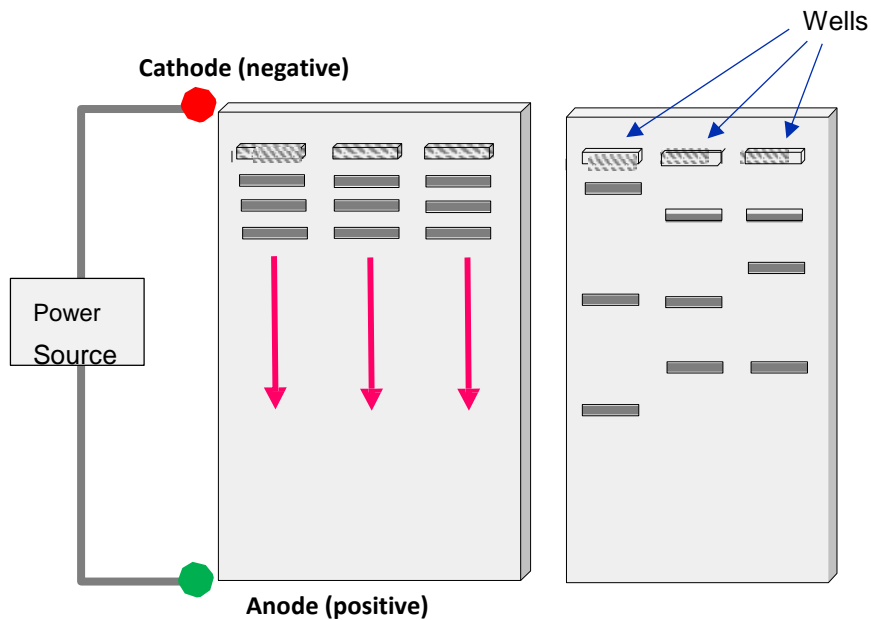 Wells
Cathode (negative)
Power
Source
Anode (positive)